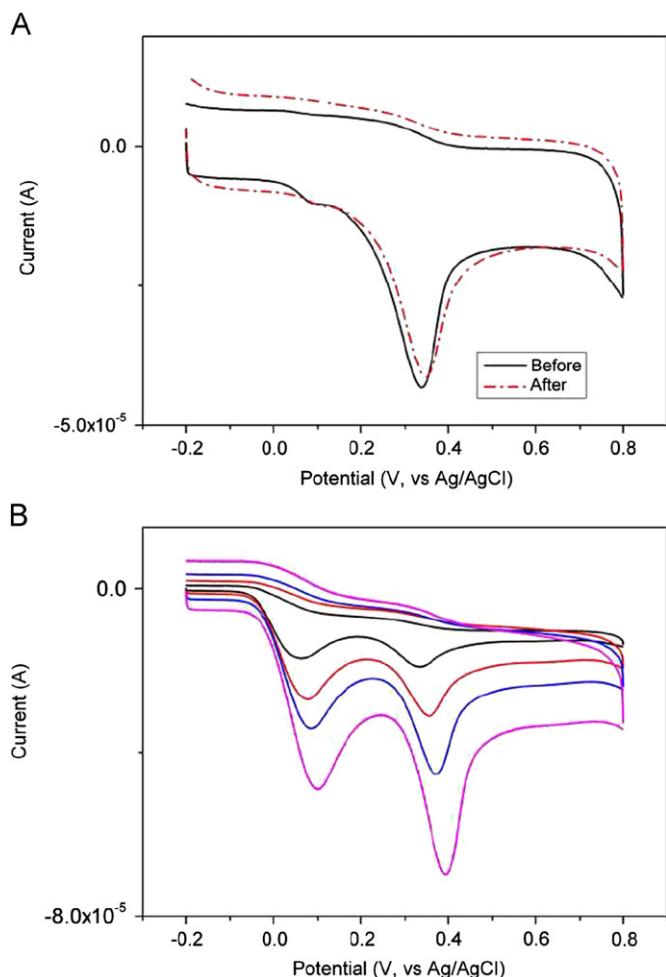 A
0.0
Current (A)
Before
After
-5.0x10⁻⁵
-0.2 0.0 0.2 0.4 0.6 0.8
Potential (V, vs Ag/AgCl)
B
0.0
Current (A)
-8.0x10⁻⁵
-0.2 0.0 0.2 0.4 0.6 0.8
Potential (V, vs Ag/AgCl)